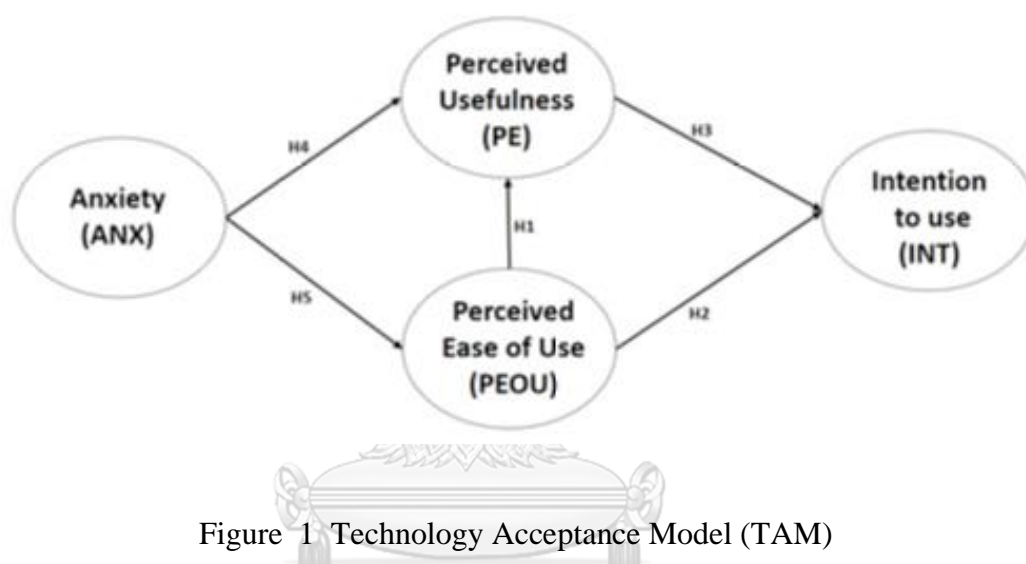 Perceived
Usefulness
(PE)
H4
H3
Anxiety
(ANX)
Intention
to use
(INT)
H1
H5
H2
Perceived
Ease of Use
(PEOU)
Figure 1 Technology Acceptance Model (TAM)